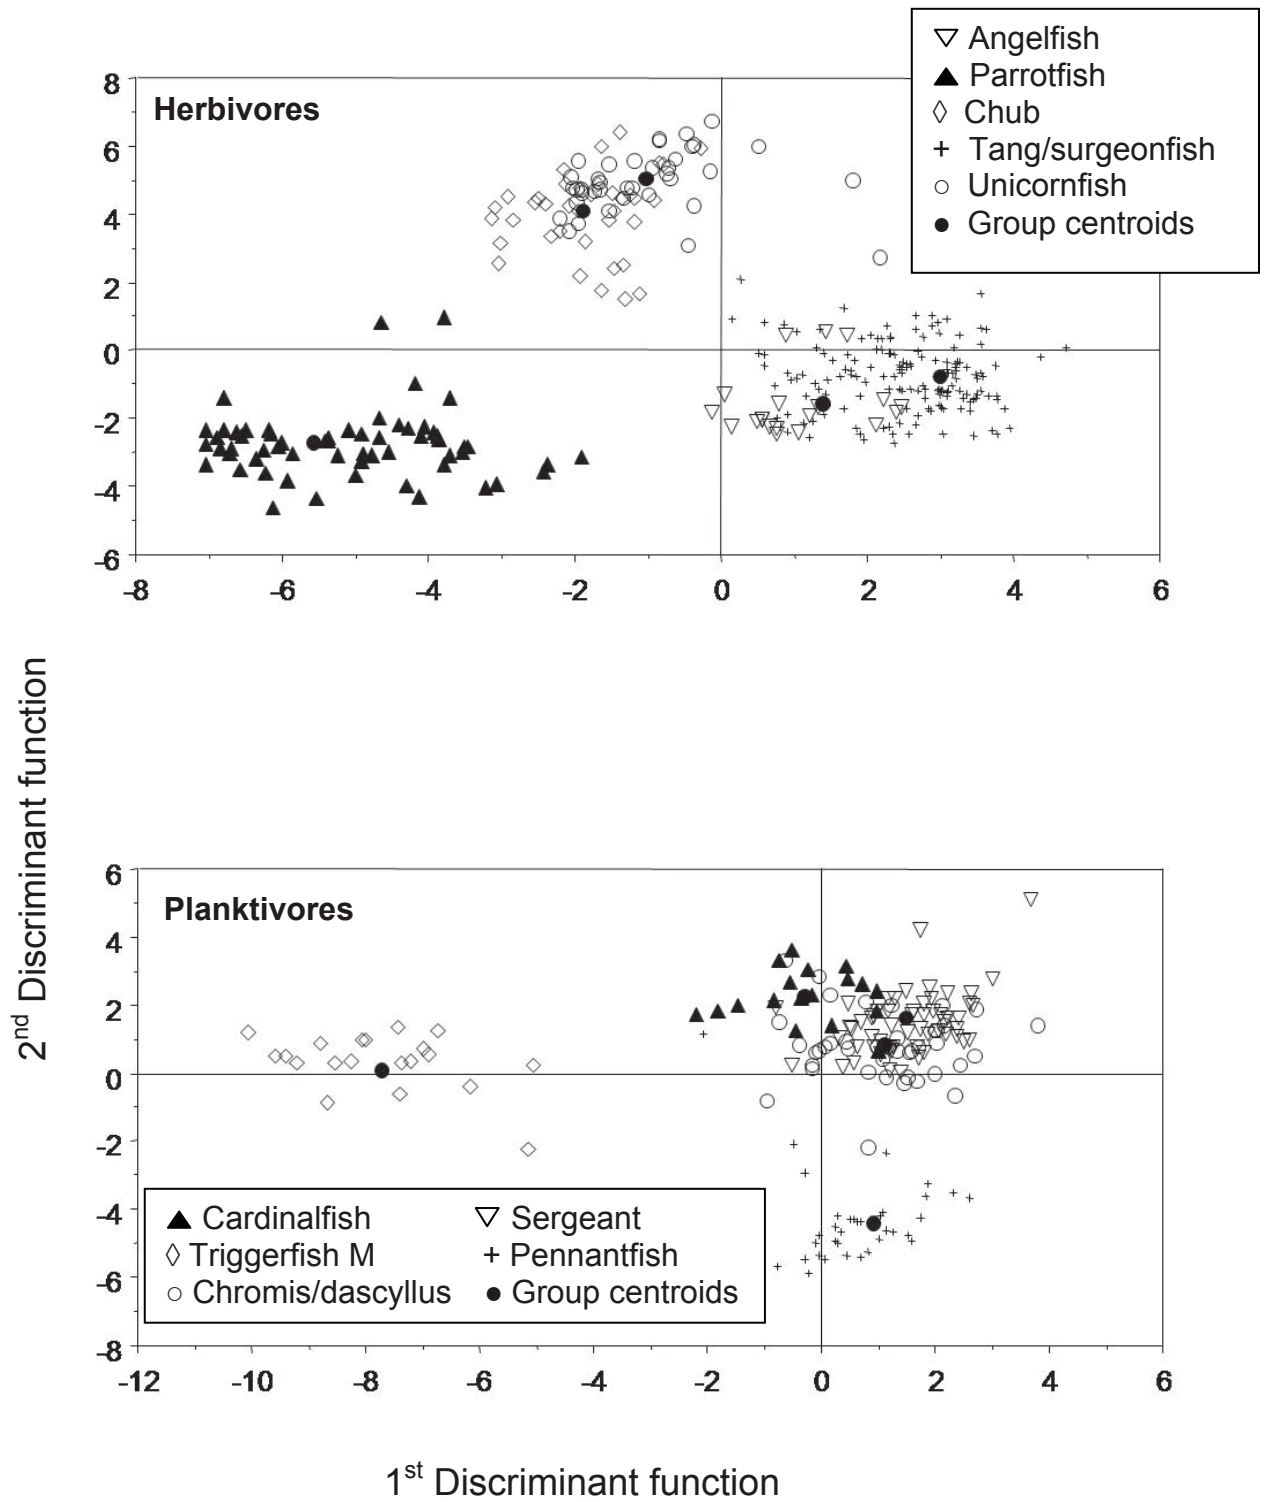 ▽ Angelfish
▲ Parrotfish
◊ Chub
+ Tang/surgeonfish
○ Unicornfish
● Group centroids
Herbivores
8
6
4
2
0
-2
-4
-6
-8 -6 -4 -2 0 2 4 6
2nd Discriminant function
Planktivores
6
4
2
0
-2
-4
-6
-8
▲ Cardinalfish ▽ Sergeant
◊ Triggerfish M + Pennantfish
○ Chromis/dascyllus ● Group centroids
-12 -10 -8 -6 -4 -2 0 2 4 6
1st Discriminant function